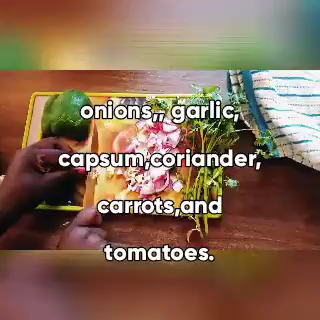 onions,, garlic,
capsum,coriander,
carrots,and
tomatoes.